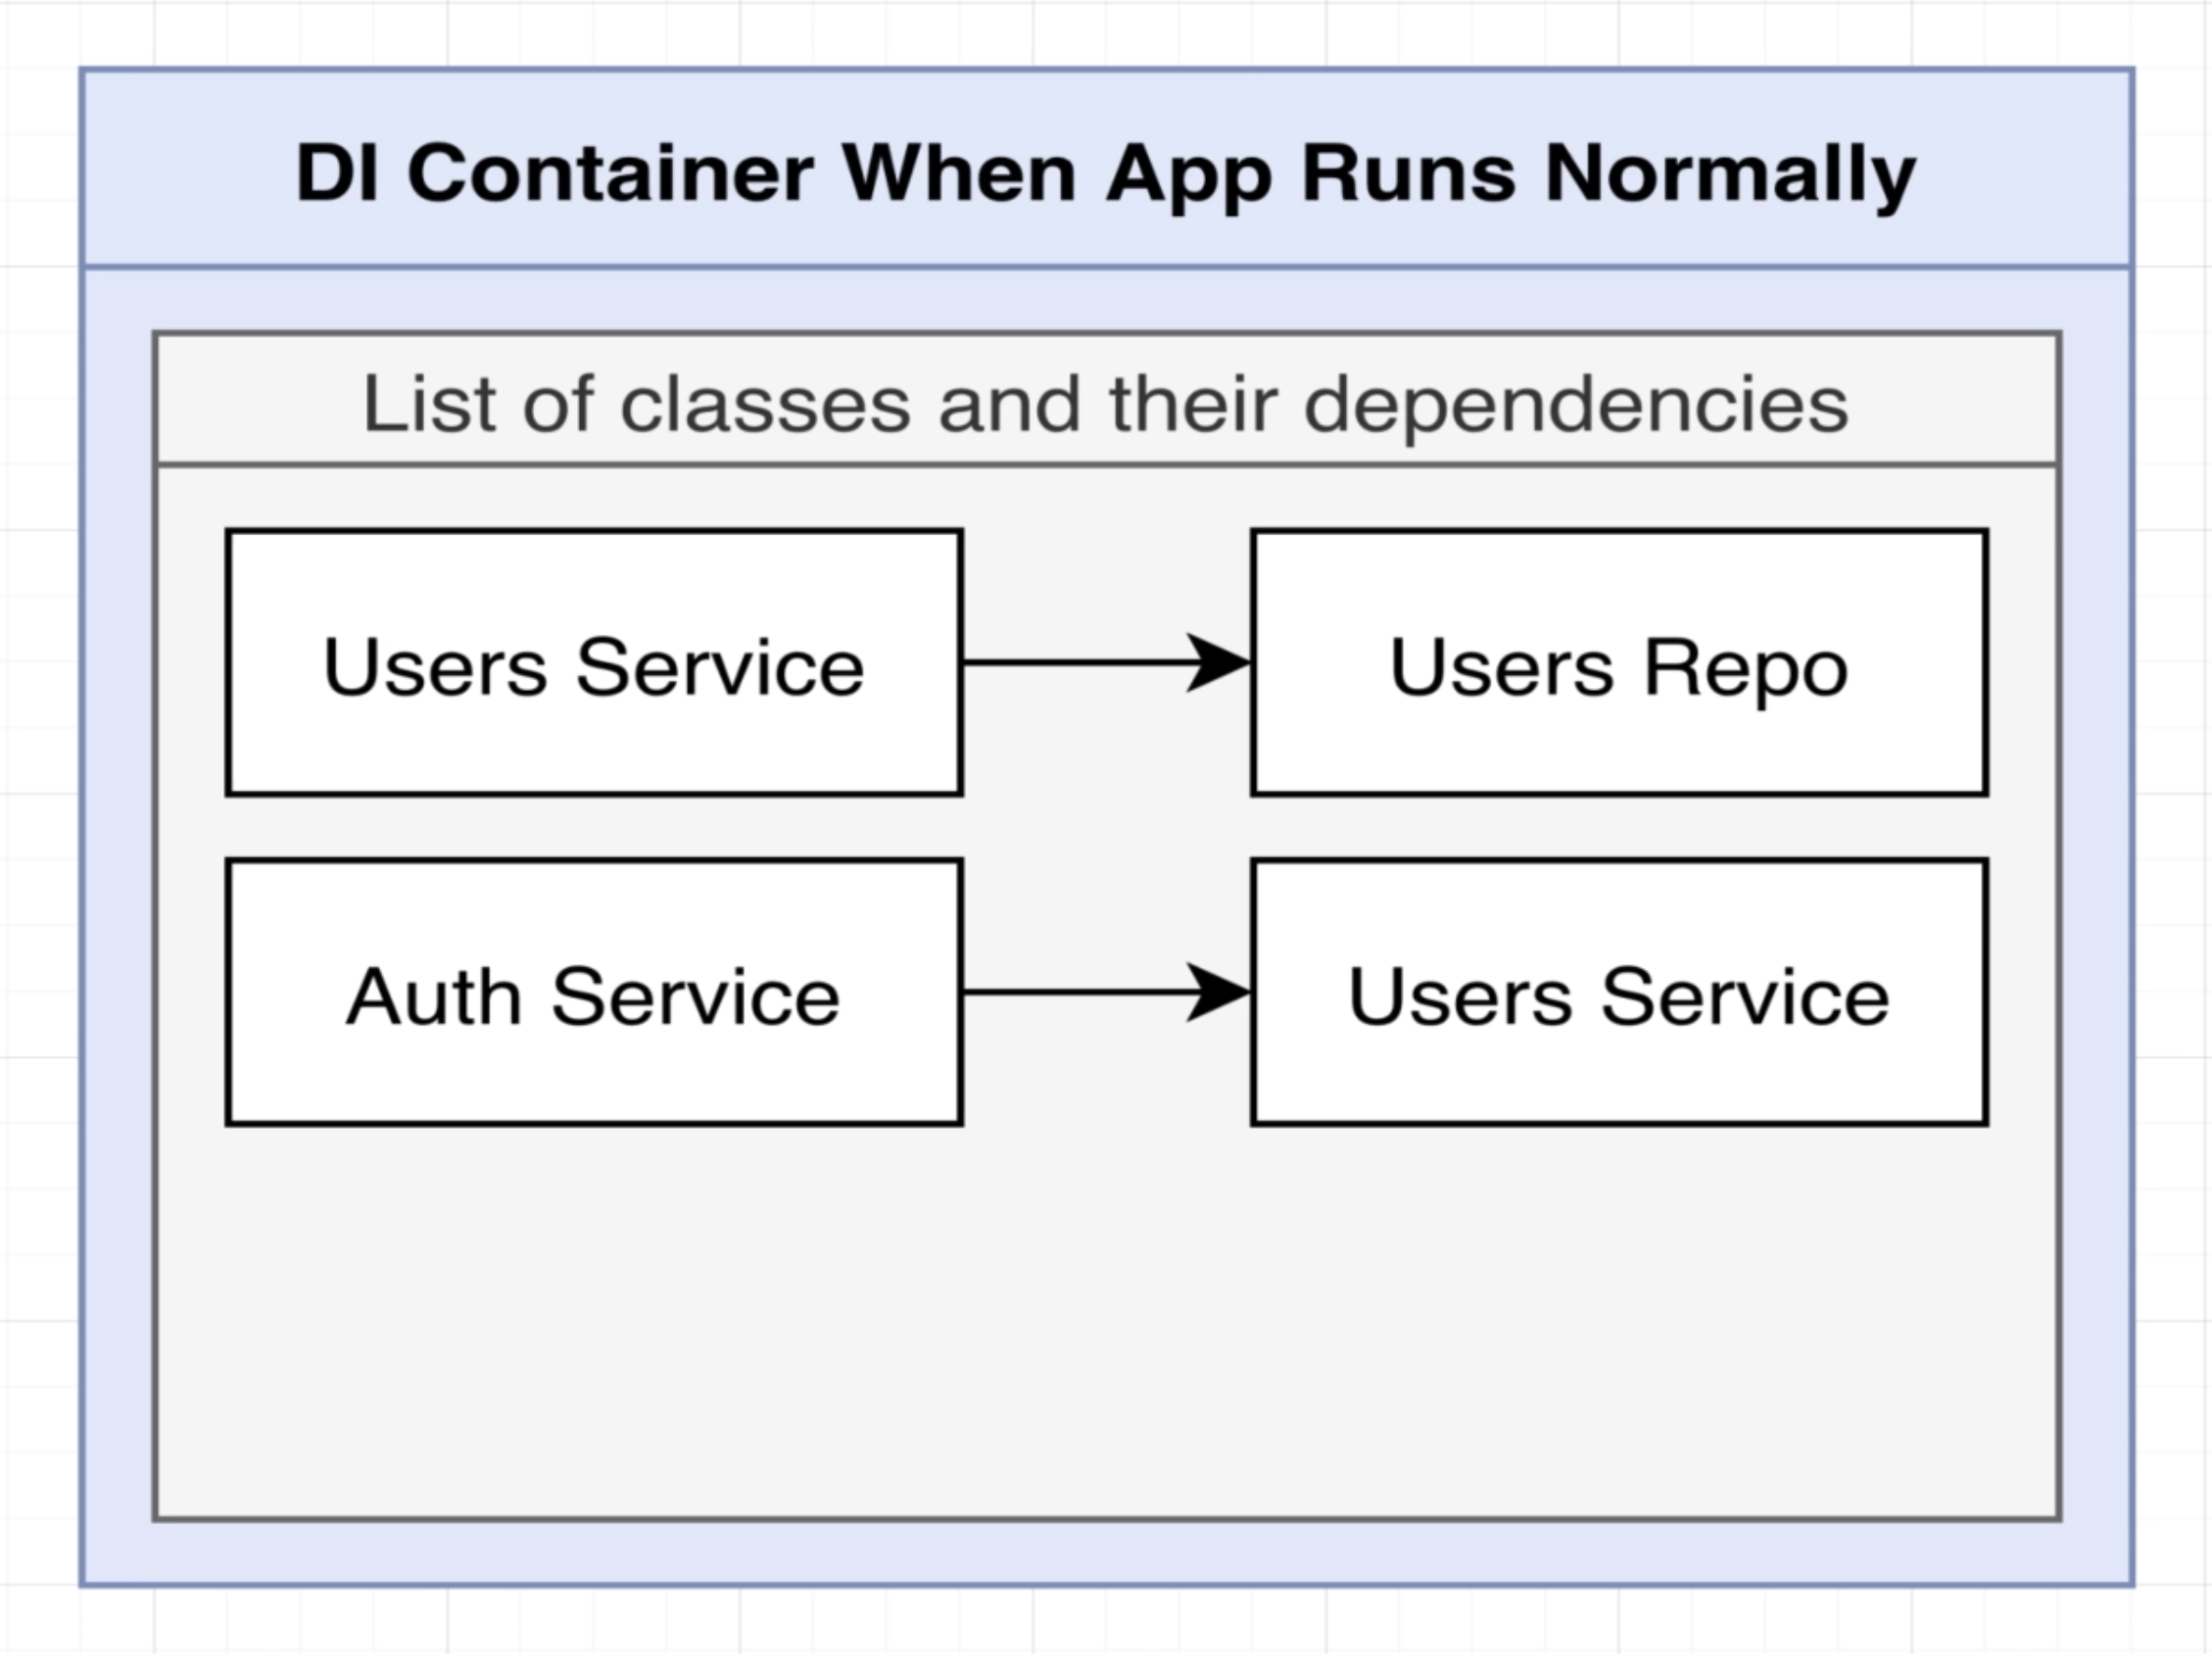 DI Container When App Runs Normally
List of classes and their dependencies
Users Service
Users Repo
Auth Service
Users Service